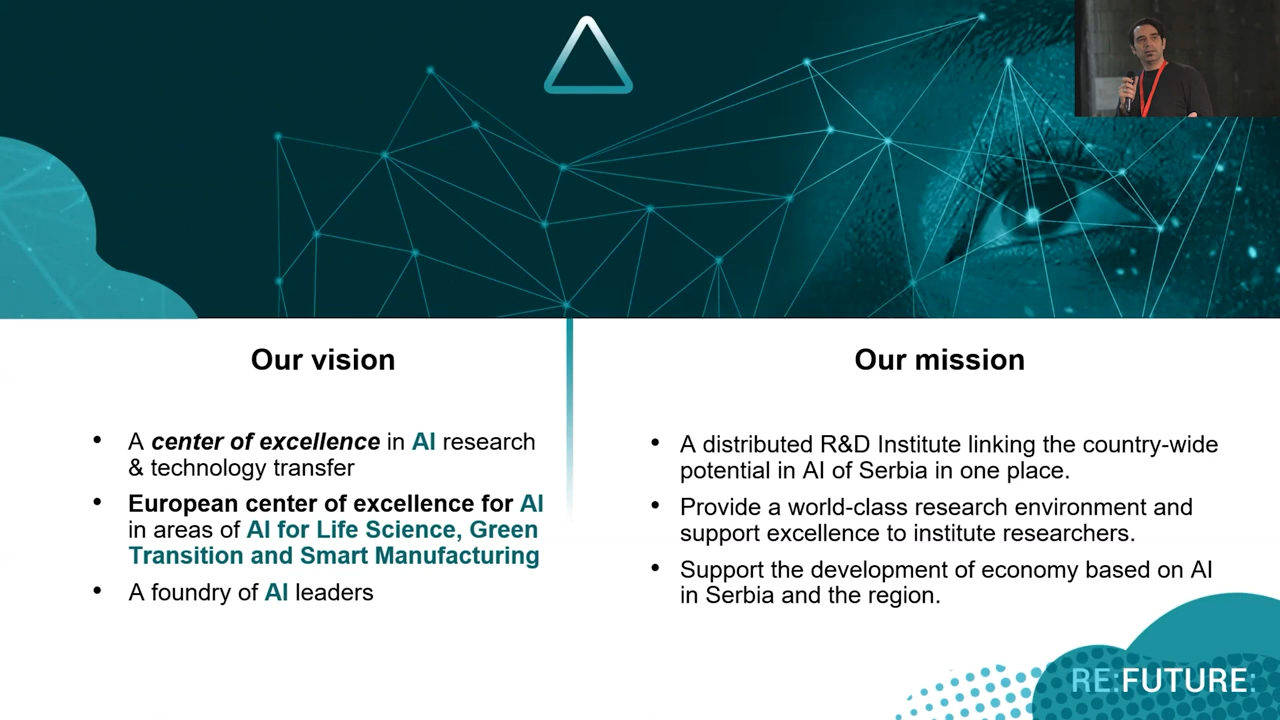 Our vision
• A center of excellence in AI research
& technology transfer
• European center of excellence for AI
in areas of AI for Life Science, Green
Transition and Smart Manufacturing
• A foundry of AI leaders
Our mission
• A distributed R&D Institute linking the country-wide
potential in AI of Serbia in one place.
• Provide a world-class research environment and
support excellence to institute researchers.
• Support the development of economy based on AI
in Serbia and the region.
RE:FUTURE: